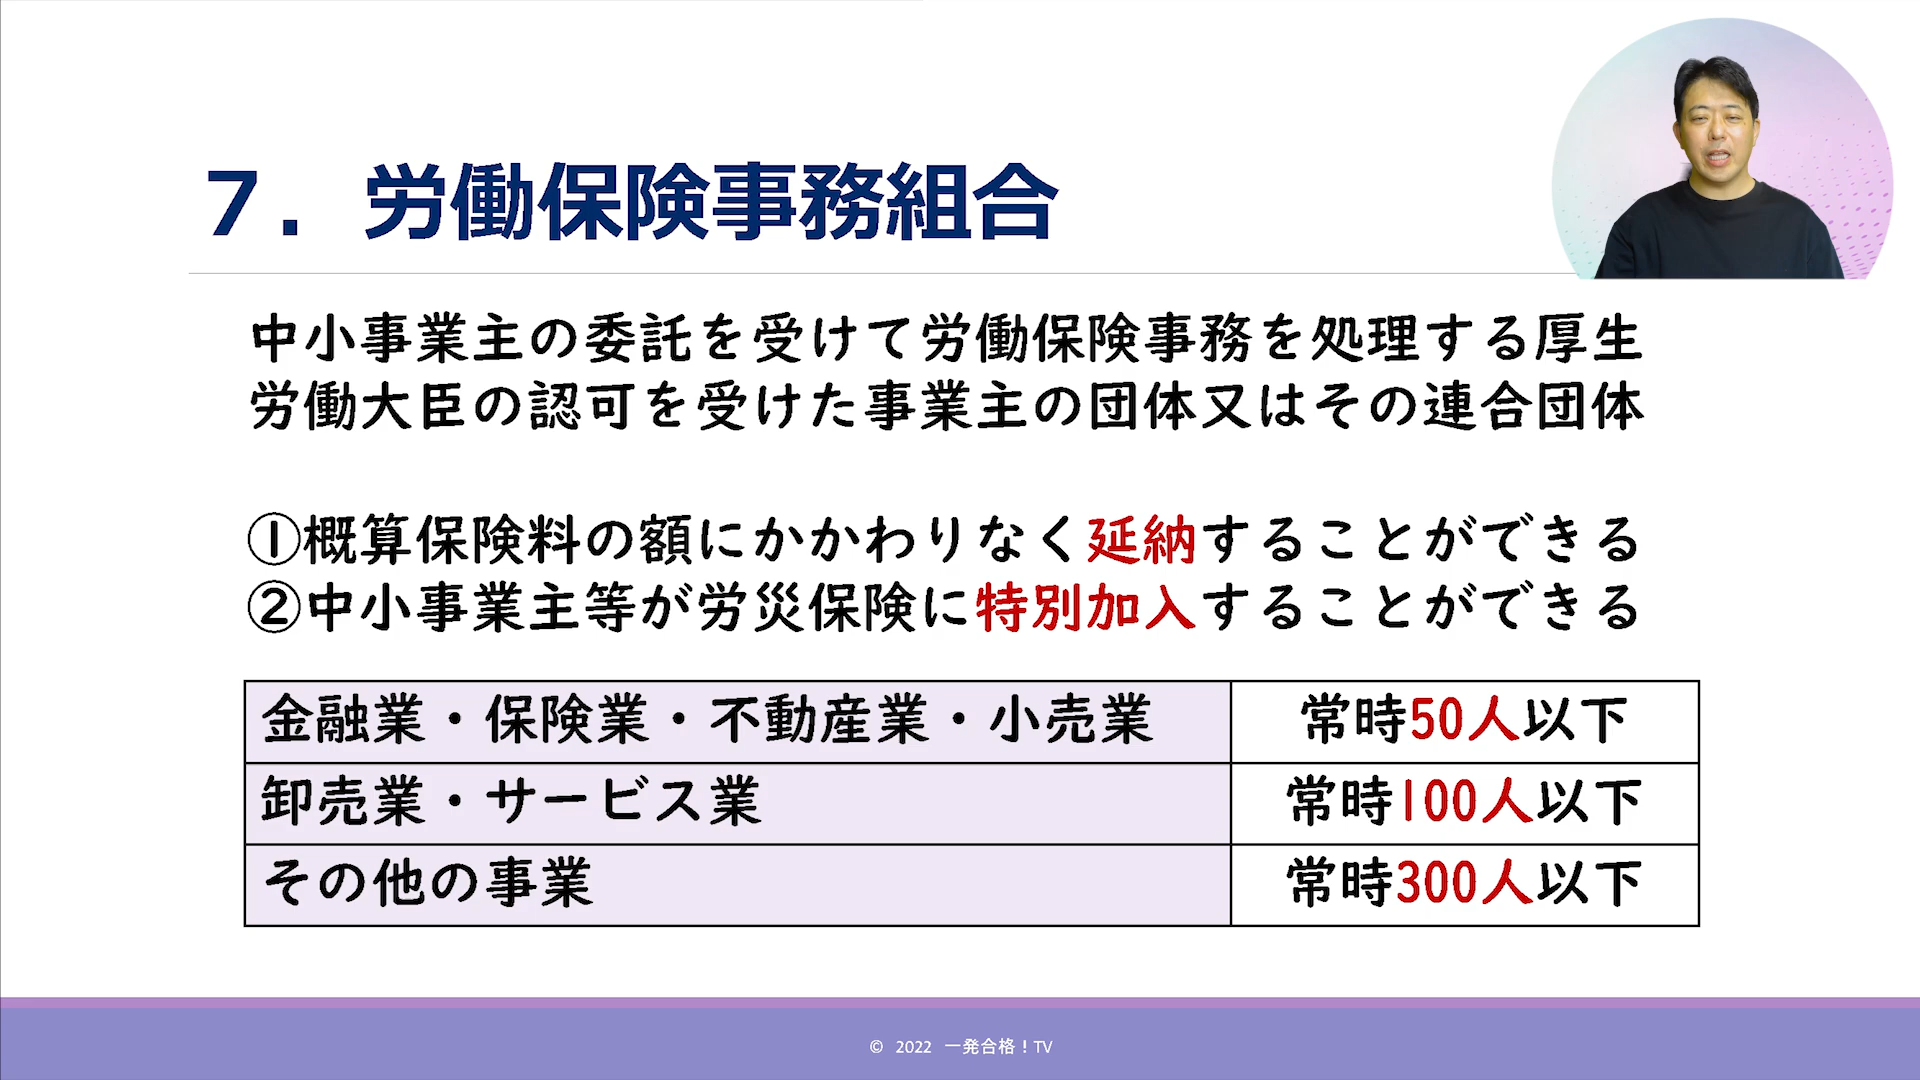 ７．労働保険事務組合
中小事業主の委託を受けて労働保険事務を処理する厚生
労働大臣の認可を受けた事業主の団体又はその連合団体
①概算保険料の額にかかわりなく延納することができる
②中小事業主等が労災保険に特別加入することができる
金融業・保険業・不動産業・小売業 常時50人以下
卸売業・サービス業 常時100人以下
その他の事業 常時300人以下
© 2022 一発合格！TV